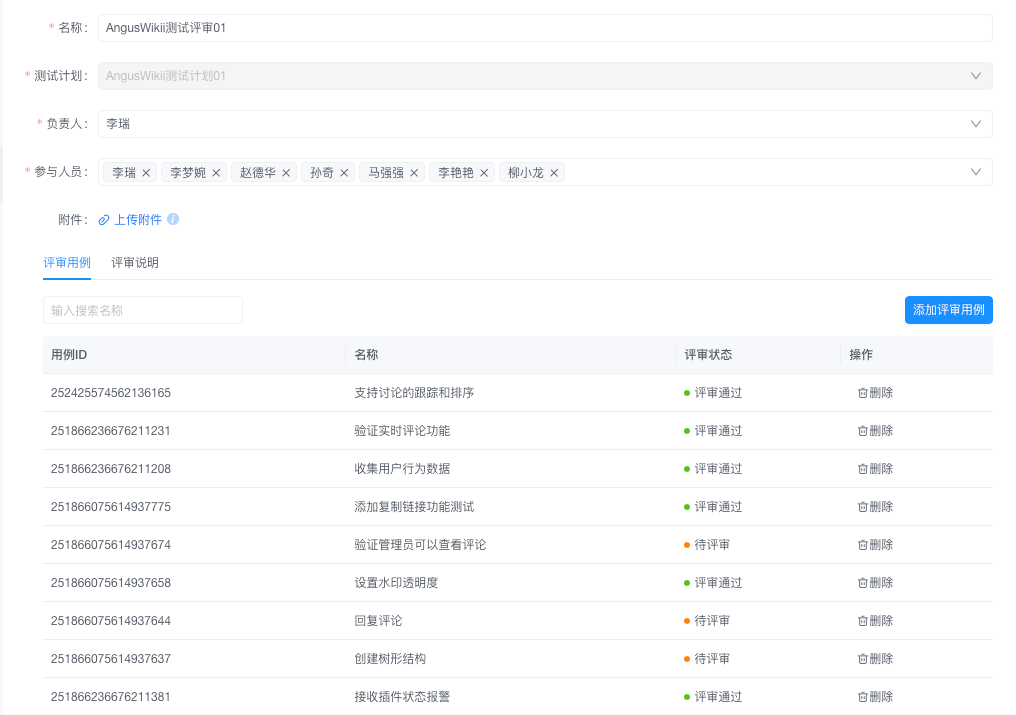 * 名称： AngusWikii测试评审01
* 测试计划： AngusWikii测试计划01
* 负责人： 李瑞
* 参与人员： 李瑞 × 李梦婉 × 赵德华 × 孙奇 × 马强强 × 李艳艳 × 柳小龙 ×
附件： 上传附件
评审用例 评审说明
输入搜索名称 添加评审用例
用例ID 名称 评审状态 操作
252425574562136165 支持讨论的跟踪和排序 评审通过 删除
251866236676211231 验证实时评论功能 评审通过 删除
251866236676211208 收集用户行为数据 评审通过 删除
251866075614937775 添加复制链接功能测试 评审通过 删除
251866075614937674 验证管理员可以查看评论 待评审 删除
251866075614937658 设置水印透明度 评审通过 删除
251866075614937644 回复评论 待评审 删除
251866075614937637 创建树形结构 待评审 删除
251866236676211381 接收插件状态报警 评审通过 删除